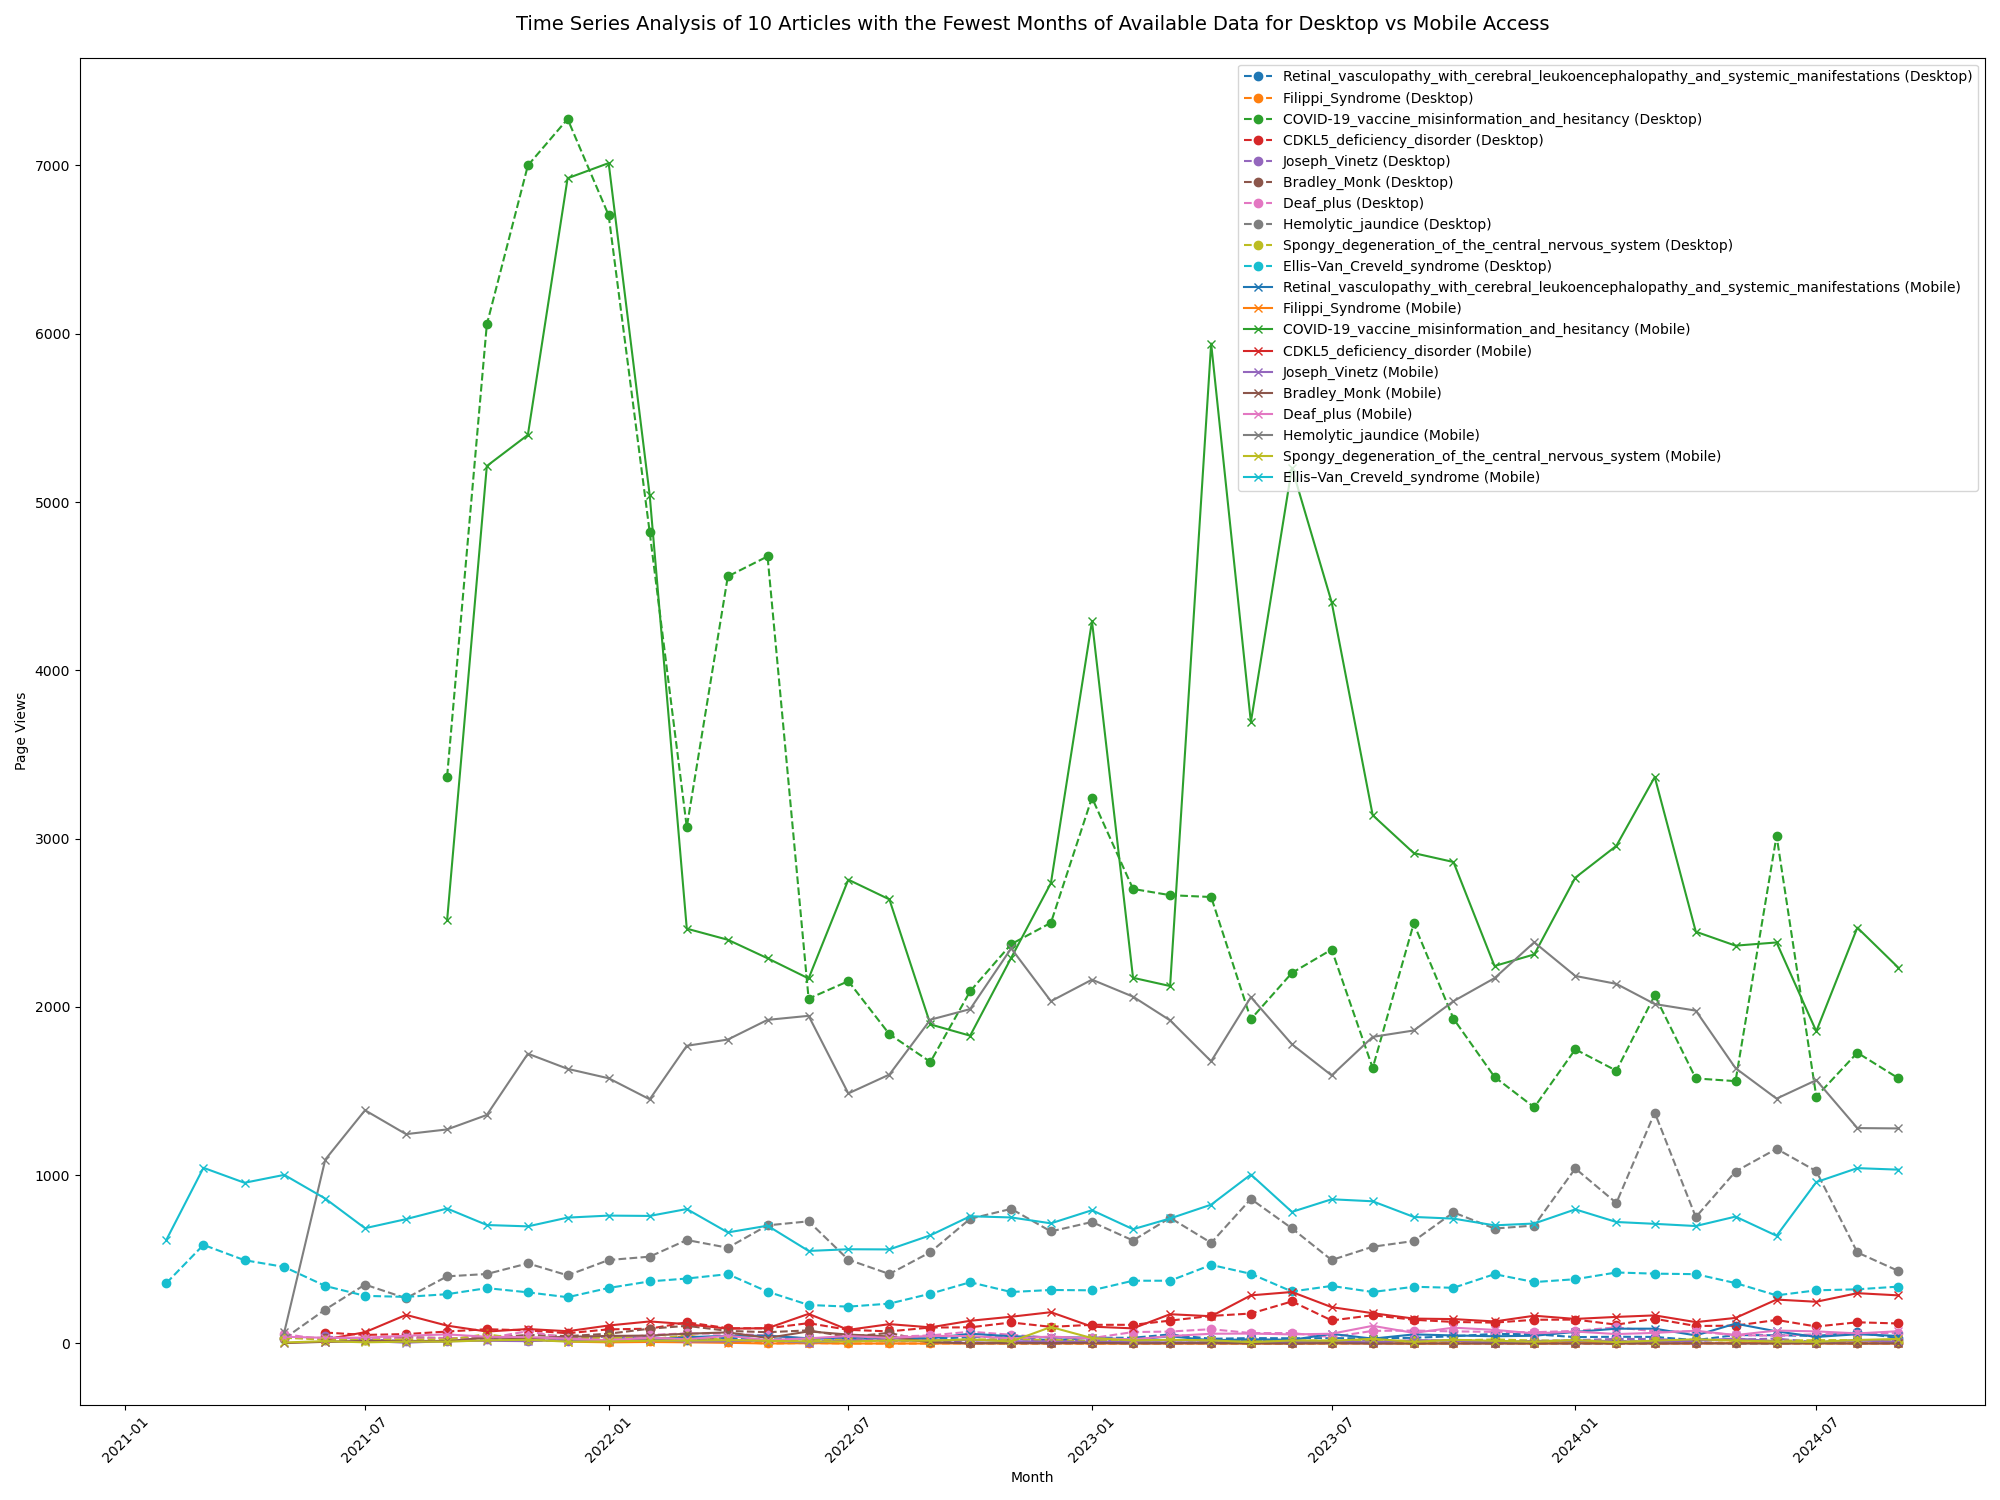 Time Series Analysis of 10 Articles with the Fewest Months of Available Data for Desktop vs Mobile Access
Retinal_vasculopathy_with_cerebral_leukoencephalopathy_and_systemic_manifestations (Desktop)
Filippi_Syndrome (Desktop)
COVID-19_vaccine_misinformation_and_hesitancy (Desktop)
CDKL5_deficiency_disorder (Desktop)
Joseph_Vinetz (Desktop)
Bradley_Monk (Desktop)
Deaf_plus (Desktop)
Hemolytic_jaundice (Desktop)
Spongy_degeneration_of_the_central_nervous_system (Desktop)
Ellis–Van_Creveld_syndrome (Desktop)
Retinal_vasculopathy_with_cerebral_leukoencephalopathy_and_systemic_manifestations (Mobile)
Filippi_Syndrome (Mobile)
COVID-19_vaccine_misinformation_and_hesitancy (Mobile)
CDKL5_deficiency_disorder (Mobile)
Joseph_Vinetz (Mobile)
Bradley_Monk (Mobile)
Deaf_plus (Mobile)
Hemolytic_jaundice (Mobile)
Spongy_degeneration_of_the_central_nervous_system (Mobile)
Ellis–Van_Creveld_syndrome (Mobile)
Page Views
7000
6000
5000
4000
3000
2000
1000
0
2021-01
2021-07
2022-01
2022-07
2023-01
2023-07
2024-01
2024-07
Month